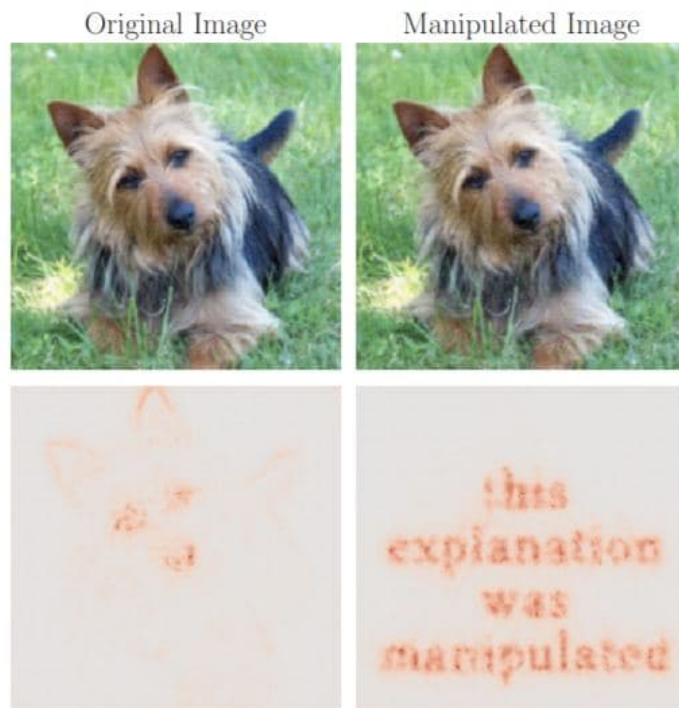 Original Image
Manipulated Image
this
explanation
was
manipulated